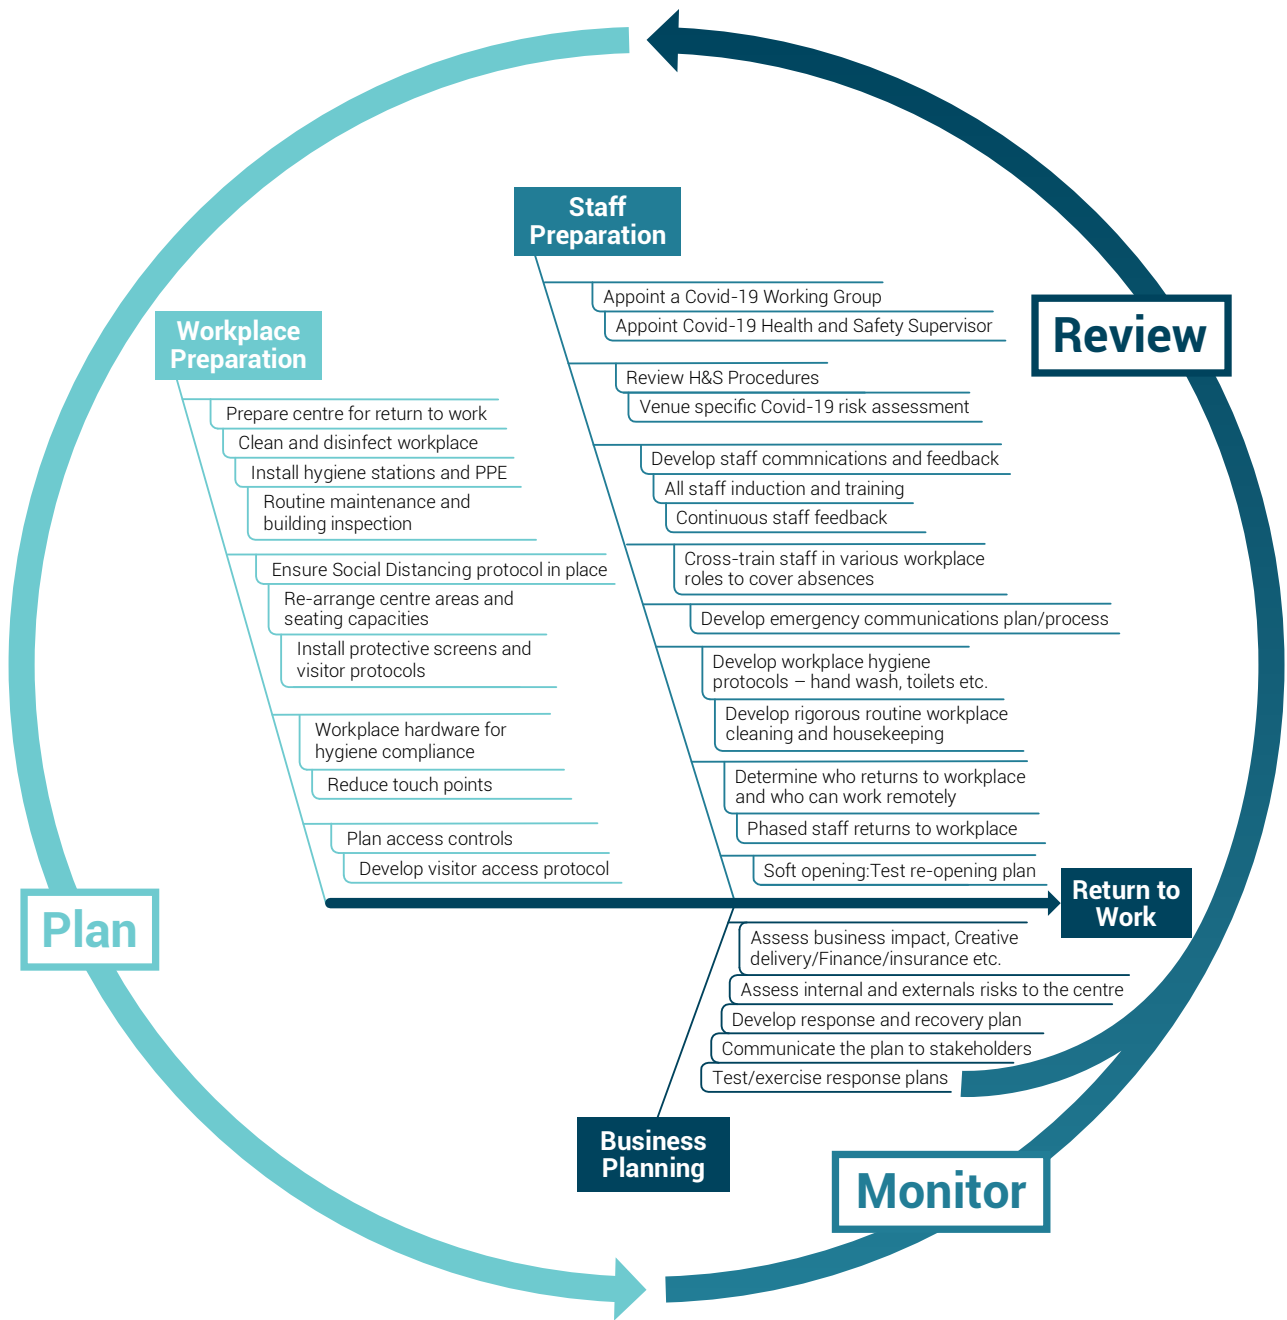 Staff
Preparation
Appoint a Covid-19 Working Group
Appoint Covid-19 Health and Safety Supervisor
Review H&S Procedures
Venue specific Covid-19 risk assessment
Develop staff commnications and feedback
All staff induction and training
Continuous staff feedback
Cross-train staff in various workplace
roles to cover absences
Develop emergency communications plan/process
Develop workplace hygiene
protocols – hand wash, toilets etc.
Develop rigorous routine workplace
cleaning and housekeeping
Determine who returns to workplace
and who can work remotely
Phased staff returns to workplace
Soft opening:Test re-opening plan
Workplace
Preparation
Prepare centre for return to work
Clean and disinfect workplace
Install hygiene stations and PPE
Routine maintenance and
building inspection
Ensure Social Distancing protocol in place
Re-arrange centre areas and
seating capacities
Install protective screens and
visitor protocols
Workplace hardware for
hygiene compliance
Reduce touch points
Plan access controls
Develop visitor access protocol
Review
Return to
Work
Plan
Assess business impact, Creative
delivery/Finance/insurance etc.
Assess internal and externals risks to the centre
Develop response and recovery plan
Communicate the plan to stakeholders
Test/exercise response plans
Business
Planning
Monitor